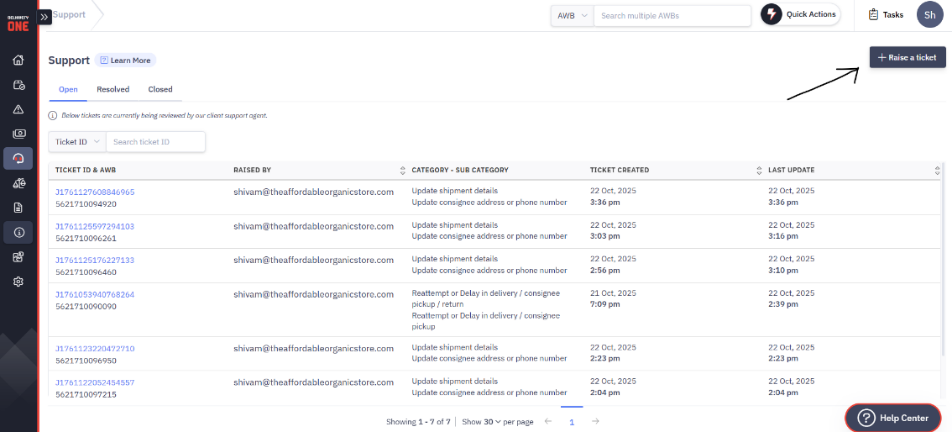 DELHIVERY
ONE
Support
AWB
Search multiple AWBs
Quick Actions
Tasks
Sh
Support
Learn More
+ Raise a ticket
Open
Resolved
Closed
Below tickets are currently being reviewed by our client support agent.
Ticket ID
Search ticket ID
TICKET ID & AWB
RAISED BY
CATEGORY - SUB CATEGORY
TICKET CREATED
LAST UPDATE
J1761127608846965
5621710094920
shivam@theaffordableorganicstore.com
Update shipment details
Update consignee address or phone number
22 Oct, 2025
3:36 pm
22 Oct, 2025
3:36 pm
J1761125597294103
5621710096261
shivam@theaffordableorganicstore.com
Update shipment details
Update consignee address or phone number
22 Oct, 2025
3:03 pm
22 Oct, 2025
3:16 pm
J1761125176227133
5621710096460
shivam@theaffordableorganicstore.com
Update shipment details
Update consignee address or phone number
22 Oct, 2025
2:56 pm
22 Oct, 2025
3:10 pm
J1761053940768264
5621710090090
shivam@theaffordableorganicstore.com
Reattempt or Delay in delivery / consignee
pickup / return
Reattempt or Delay in delivery / consignee
pickup
21 Oct, 2025
7:09 pm
22 Oct, 2025
2:39 pm
J1761123220472710
5621710096950
shivam@theaffordableorganicstore.com
Update shipment details
Update consignee address or phone number
22 Oct, 2025
2:23 pm
22 Oct, 2025
2:23 pm
J1761122052454557
5621710097215
shivam@theaffordableorganicstore.com
Update shipment details
Update consignee address or phone number
22 Oct, 2025
2:04 pm
22 Oct, 2025
2:04 pm
Showing 1 - 7 of 7
Show 30 per page
1
Help Center